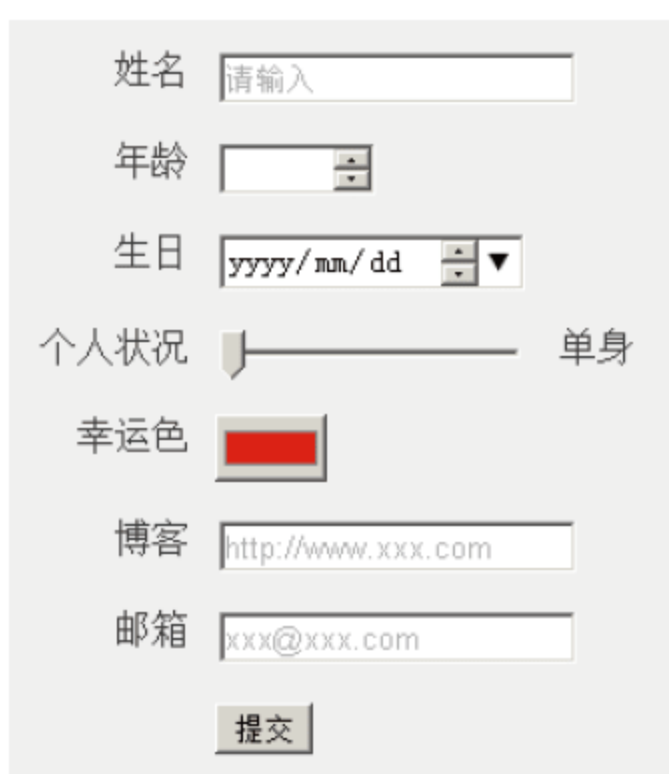 姓名 请输入
年龄
生日 yyyy/mm/dd
个人状况 单身
幸运色
博客 http://www.xxx.com
邮箱 xxx@xxx.com
提交